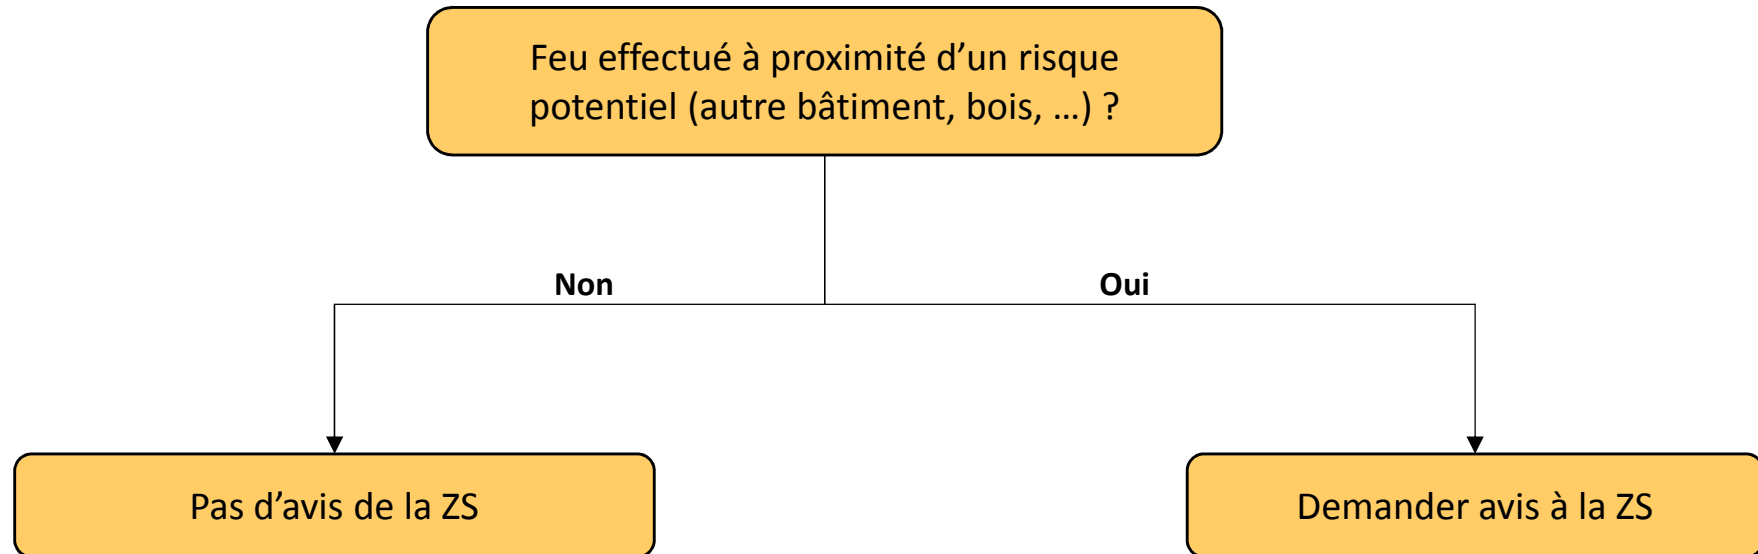 Feu effectué à proximité d’un risque
potentiel (autre bâtiment, bois, …) ?
Non
Oui
Pas d’avis de la ZS
Demander avis à la ZS